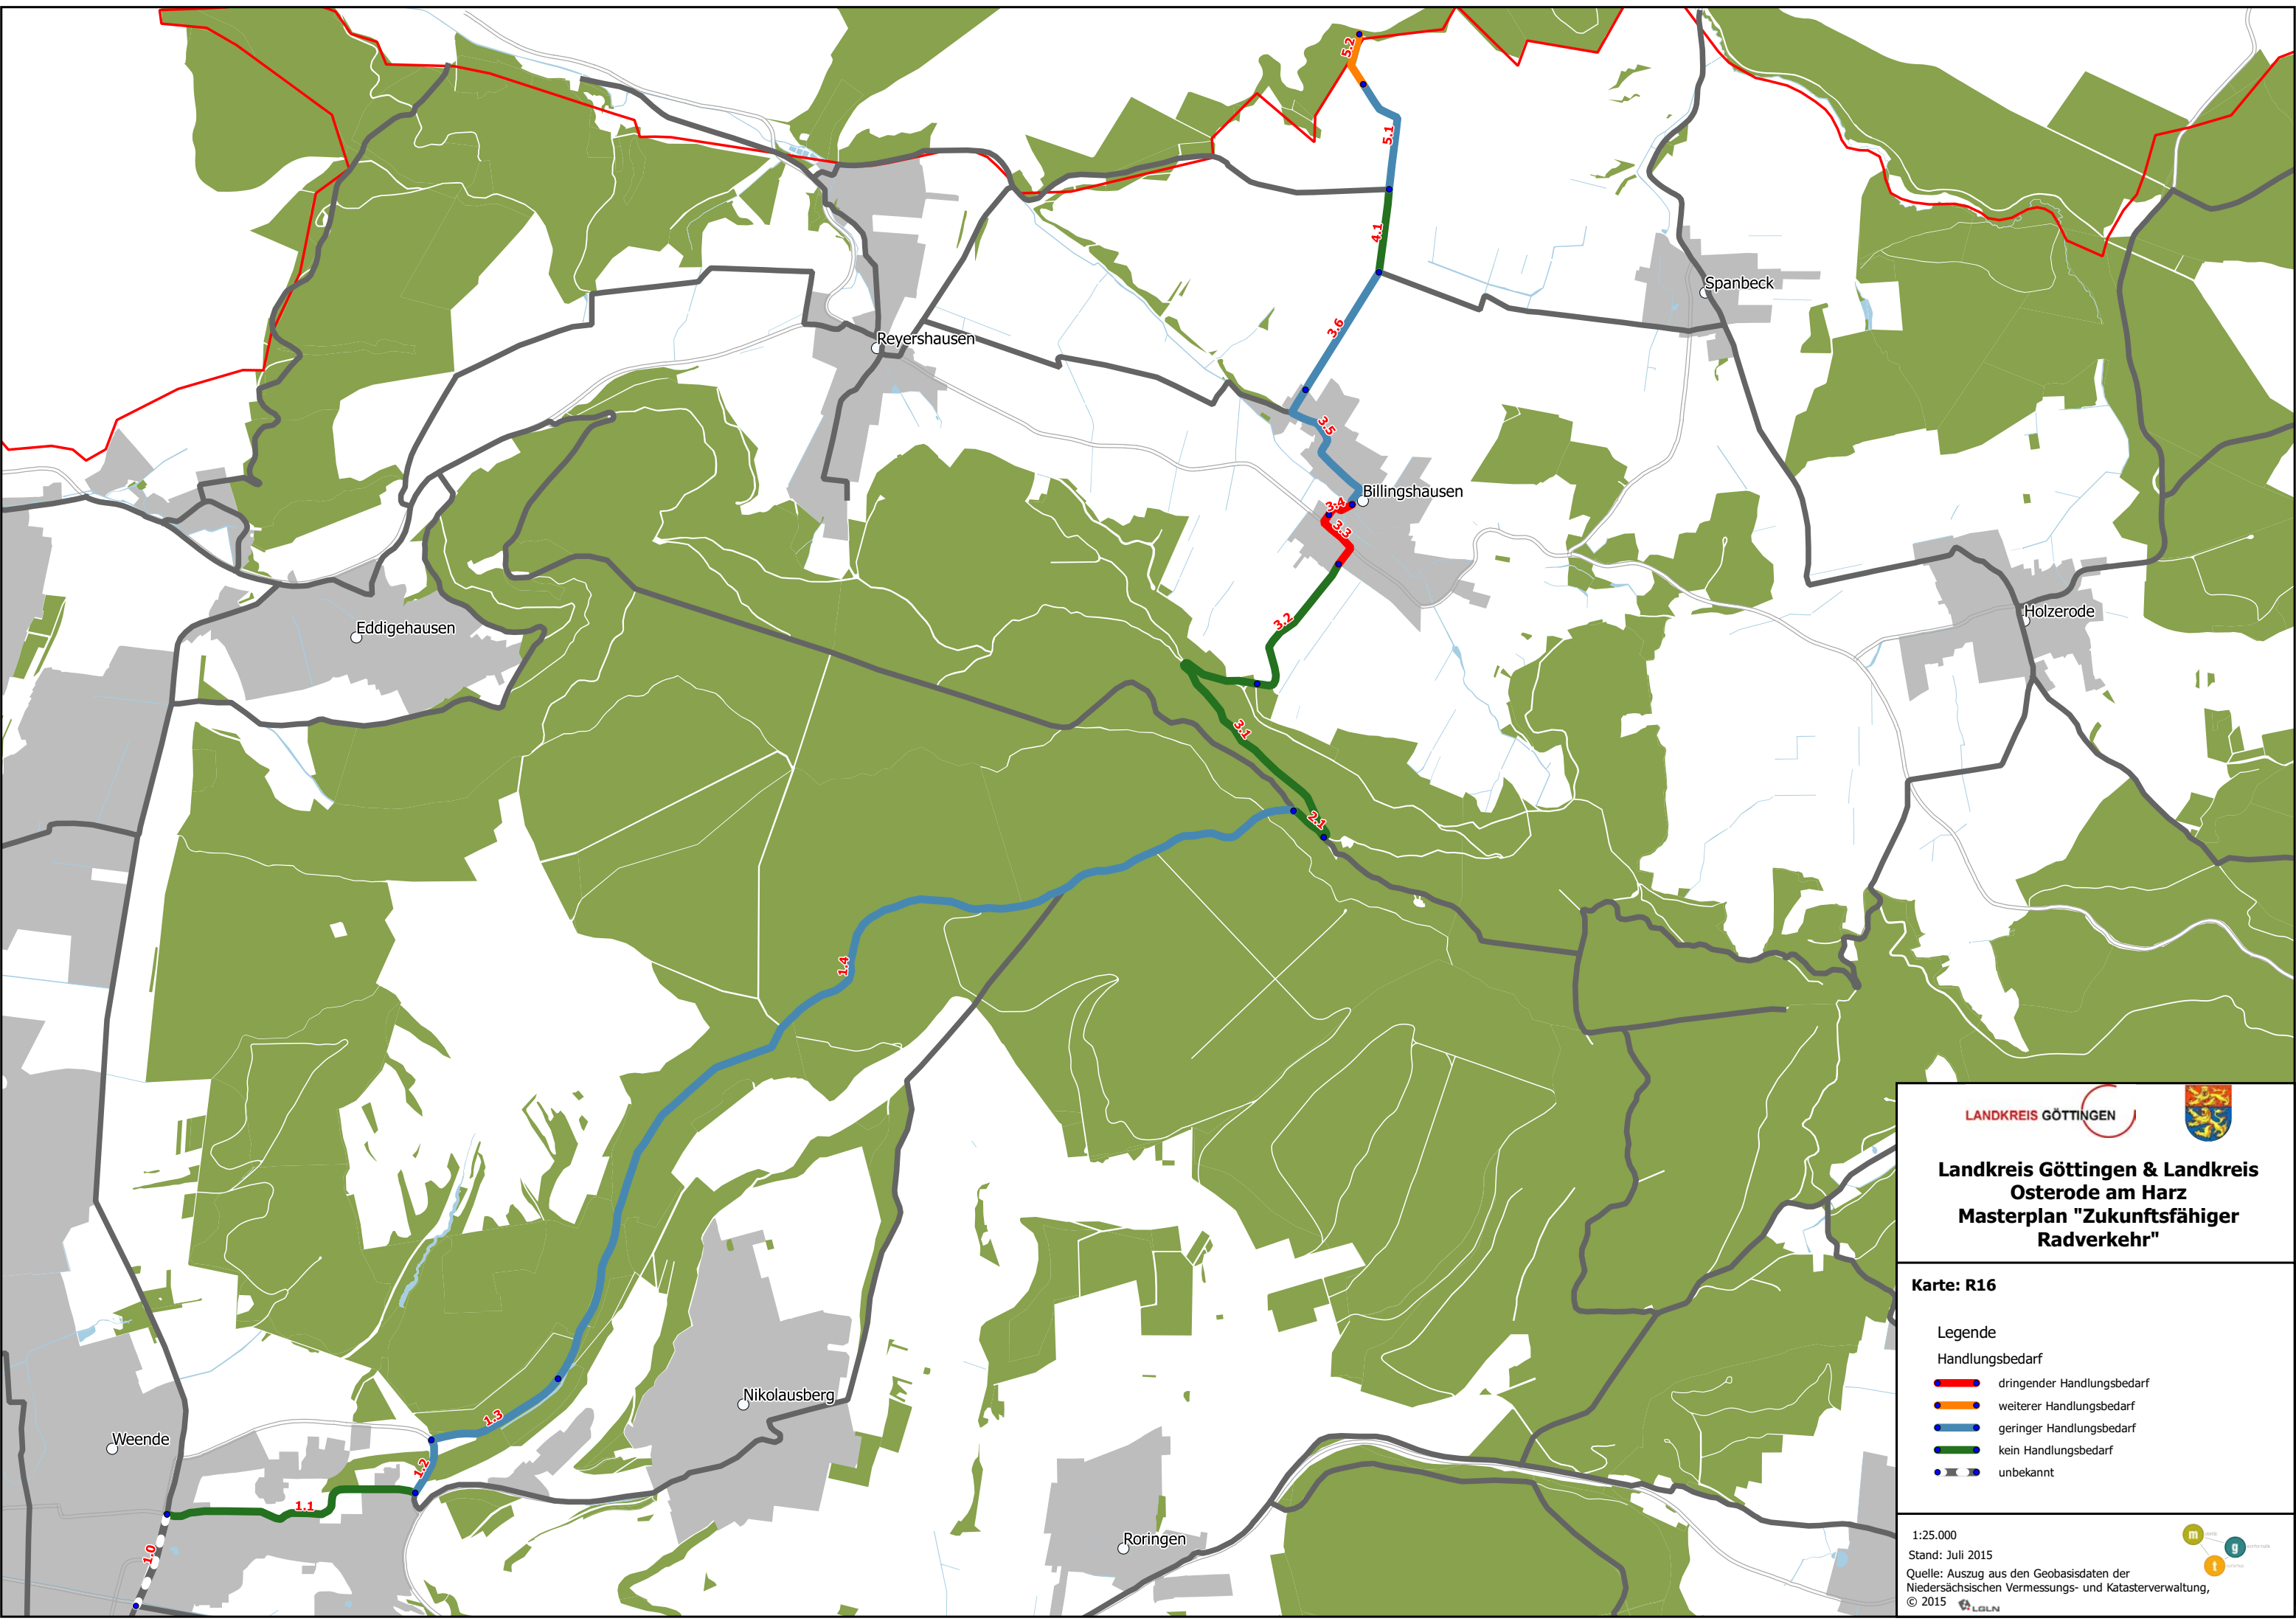 5.2
5.1
4.1
Spanbeck
3.6
Reyershausen
3.5
Billingshausen
3.4
3.3
Holzerode
3.2
Eddigehausen
3.1
2.1
1.4
Nikolausberg
1.3
Weende
1.2
1.1
Roringen
1.0
LANDKREIS GÖTTINGEN
Landkreis Göttingen & Landkreis
Osterode am Harz
Masterplan "Zukunftsfähiger
Radverkehr"
Karte: R16
Legende
Handlungsbedarf
dringender Handlungsbedarf
weiterer Handlungsbedarf
geringer Handlungsbedarf
kein Handlungsbedarf
unbekannt
1:25.000
Stand: Juli 2015
Quelle: Auszug aus den Geobasisdaten der
Niedersächsischen Vermessungs- und Katasterverwaltung,
© 2015 LGLN
m
g
t